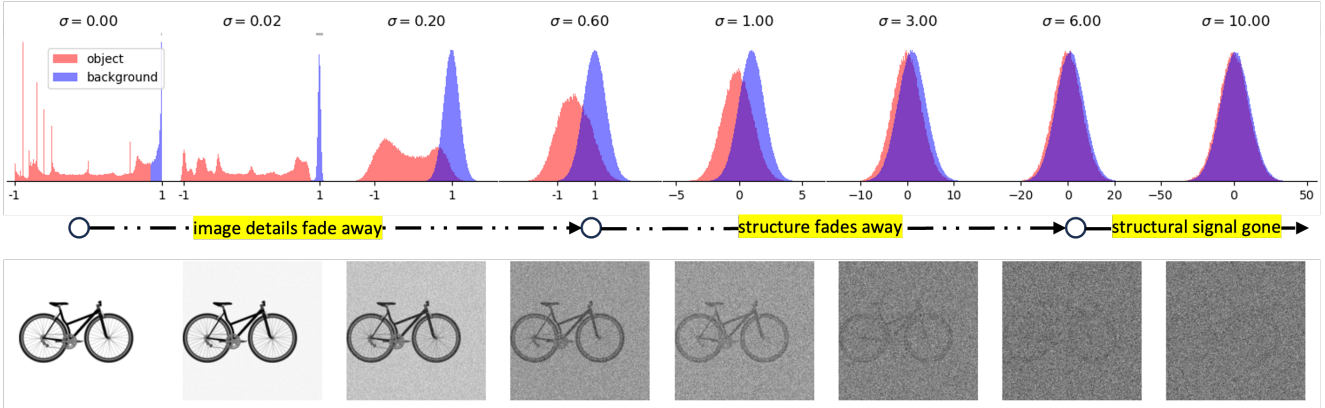 σ = 0.00 σ = 0.02 σ = 0.20 σ = 0.60 σ = 1.00 σ = 3.00 σ = 6.00 σ = 10.00
object
background
-1 1 -1 1 -1 1 -1 1 −5 0 5 −10 0 10 −20 0 20 −50 0 50
image details fade away structure fades away structural signal gone